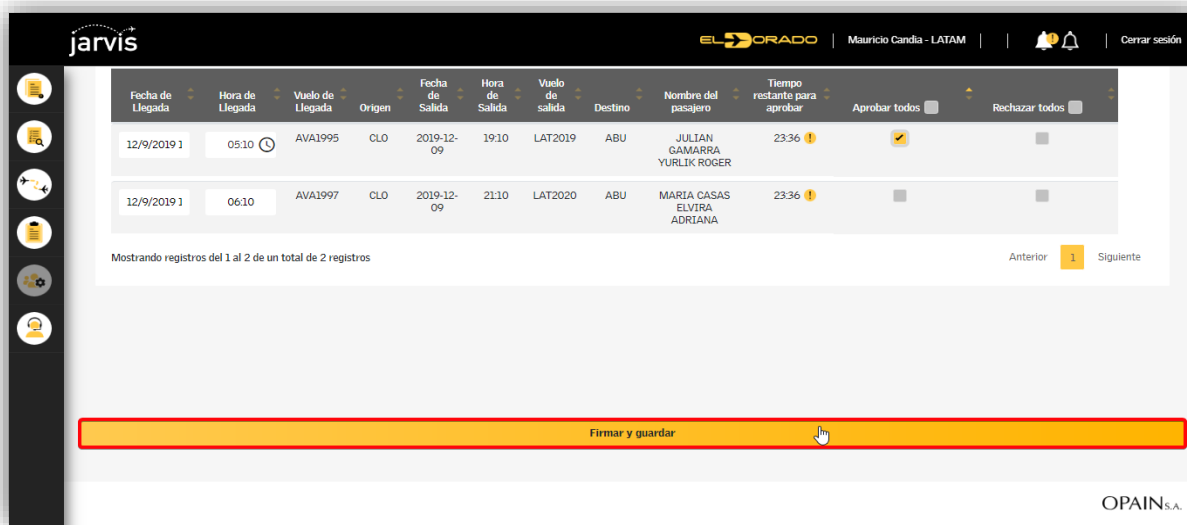 jarvis
EL DORADO | Mauricio Candia - LATAM | | | Cerrar sesión
Fecha de Llegada Hora de Llegada Vuelo de Llegada Origen Fecha de Salida Hora de Salida Vuelo de salida Destino Nombre del pasajero Tiempo restante para aprobar Aprobar todos Rechazar todos
12/9/2019 1 05:10 AVA1995 CLO 2019-12-09 19:10 LAT2019 ABU JULIAN GAMARRA YURLIK ROGER 23:36 !
12/9/2019 1 06:10 AVA1997 CLO 2019-12-09 21:10 LAT2020 ABU MARIA CASAS ELVIRA ADRIANA 23:36 !
Mostrando registros del 1 al 2 de un total de 2 registros
Anterior 1 Siguiente
Firmar y guardar
OPAIN S.A.